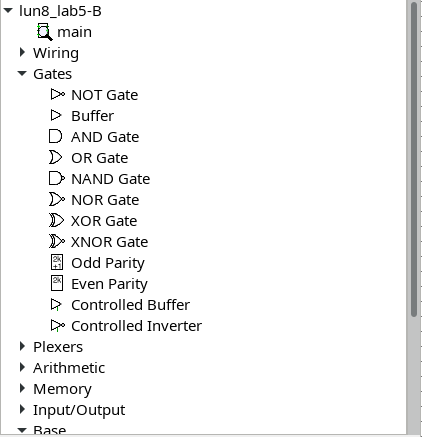 lun8_lab5-B
main
Wiring
Gates
NOT Gate
Buffer
AND Gate
OR Gate
NAND Gate
NOR Gate
XOR Gate
XNOR Gate
Odd Parity
Even Parity
Controlled Buffer
Controlled Inverter
Plexers
Arithmetic
Memory
Input/Output
Base